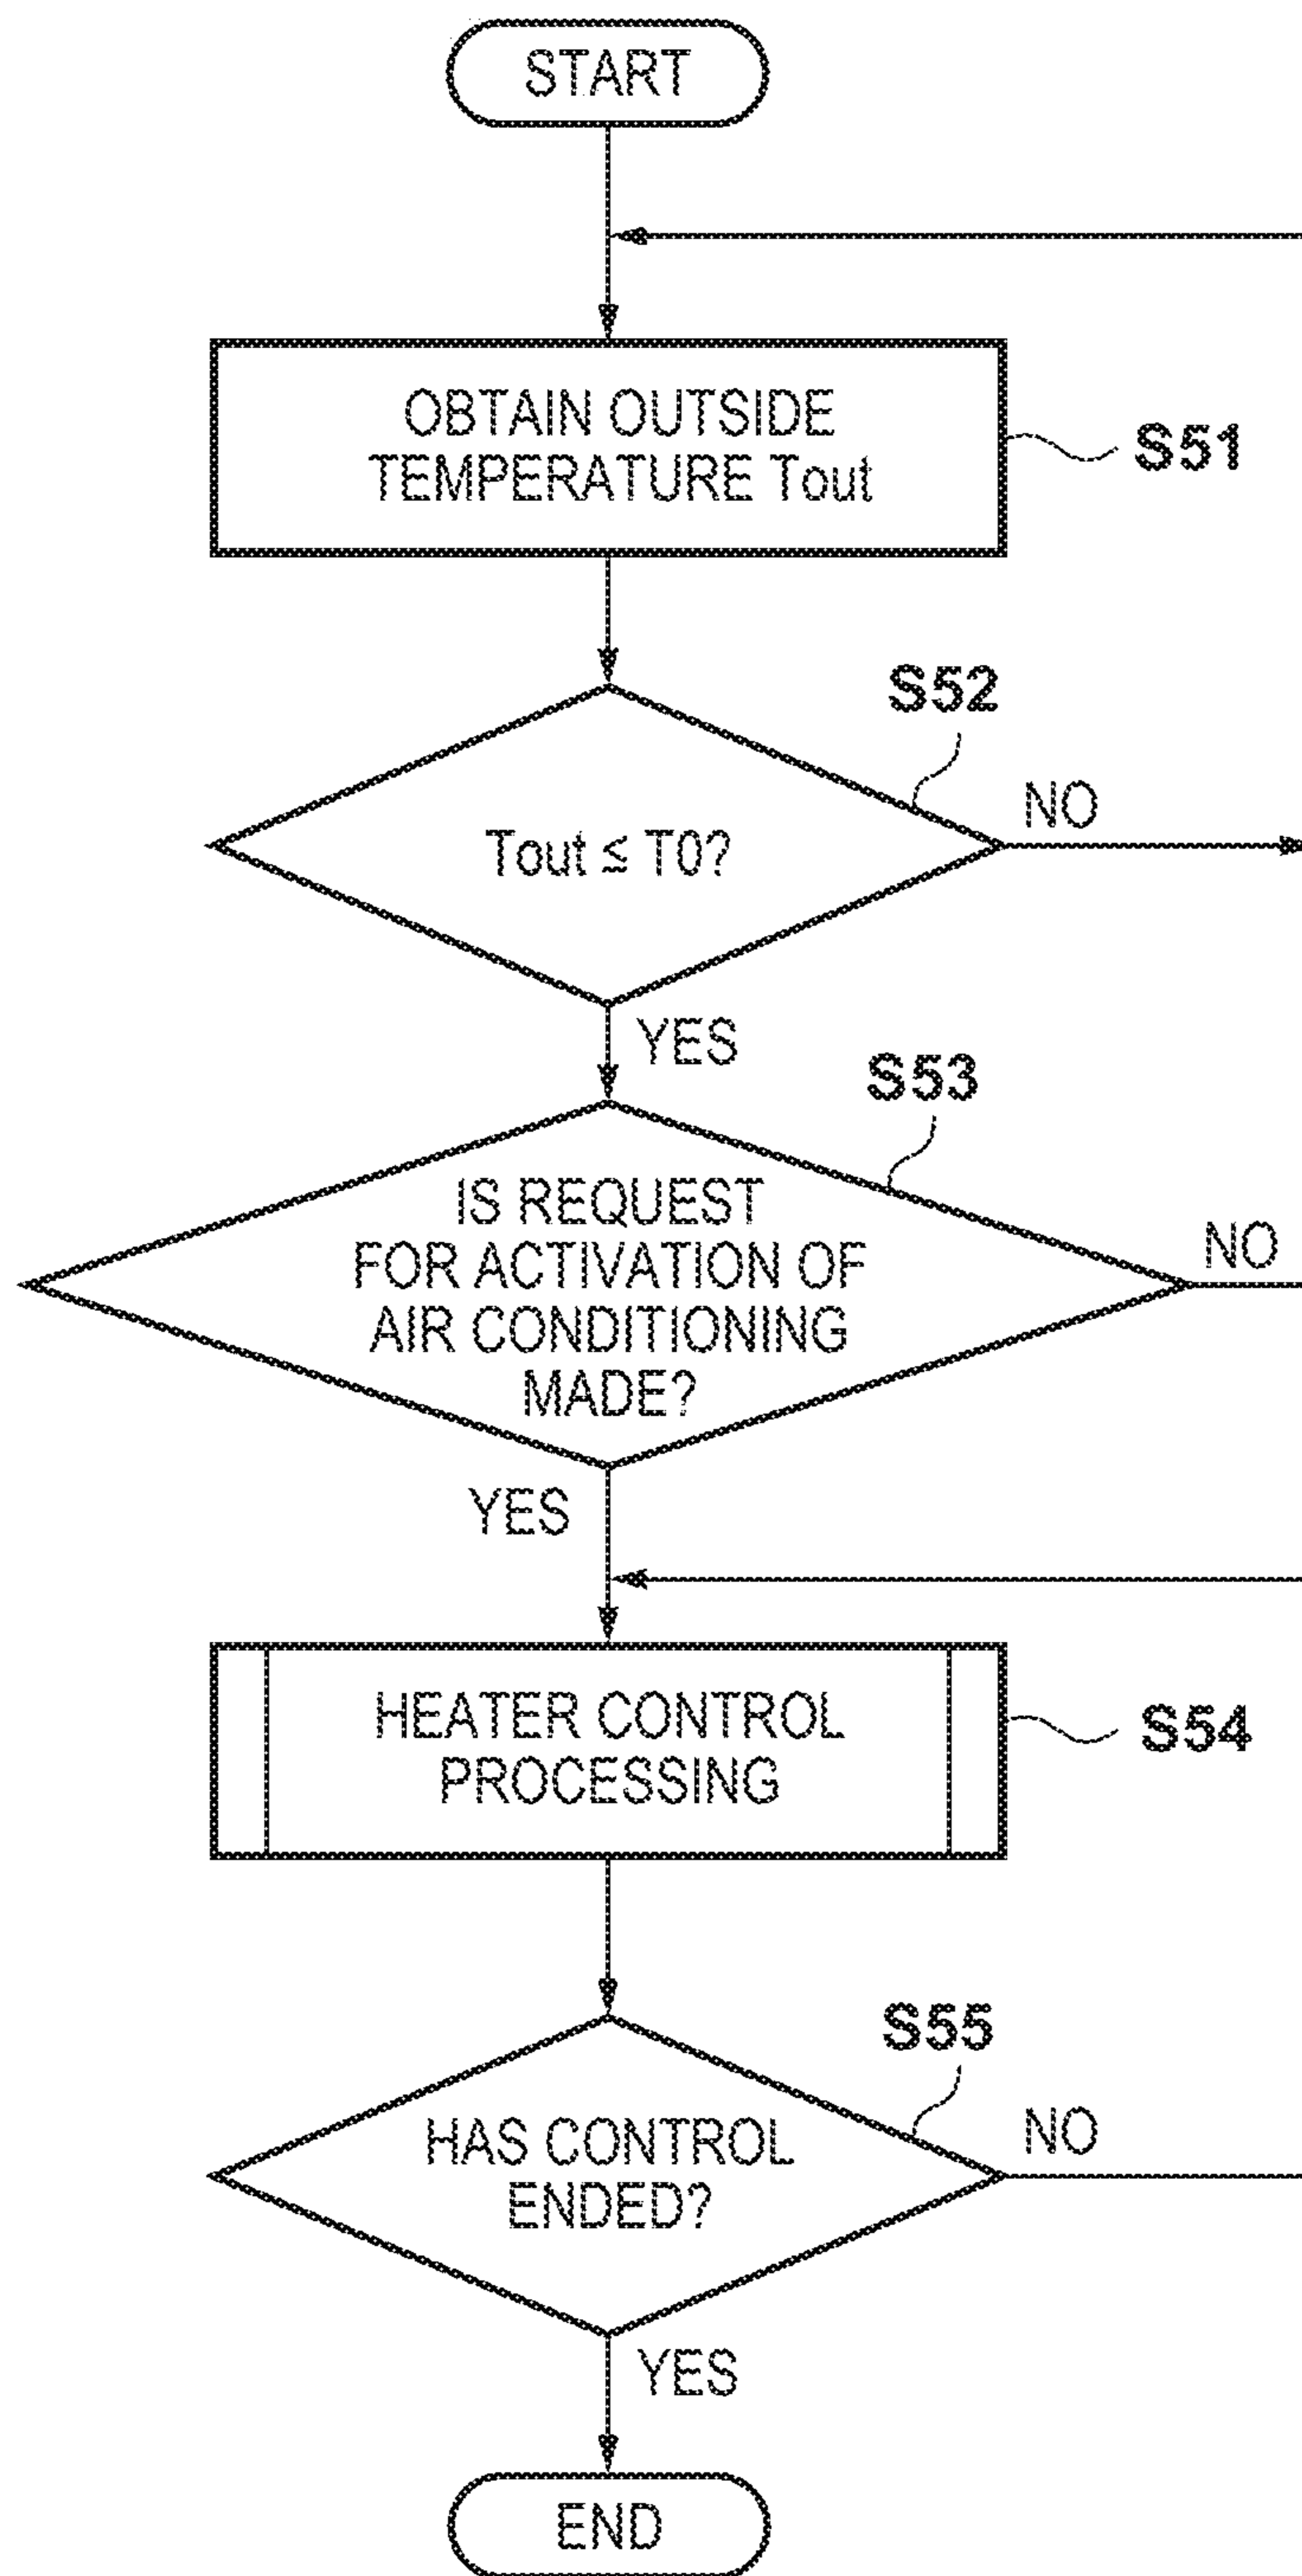 START
OBTAIN OUTSIDE
TEMPERATURE Tout
S51
S52
Tout ≦ T0?
NO
YES
S53
IS REQUEST
FOR ACTIVATION OF
AIR CONDITIONING
MADE?
NO
YES
HEATER CONTROL
PROCESSING
S54
S55
HAS CONTROL
ENDED?
NO
YES
END